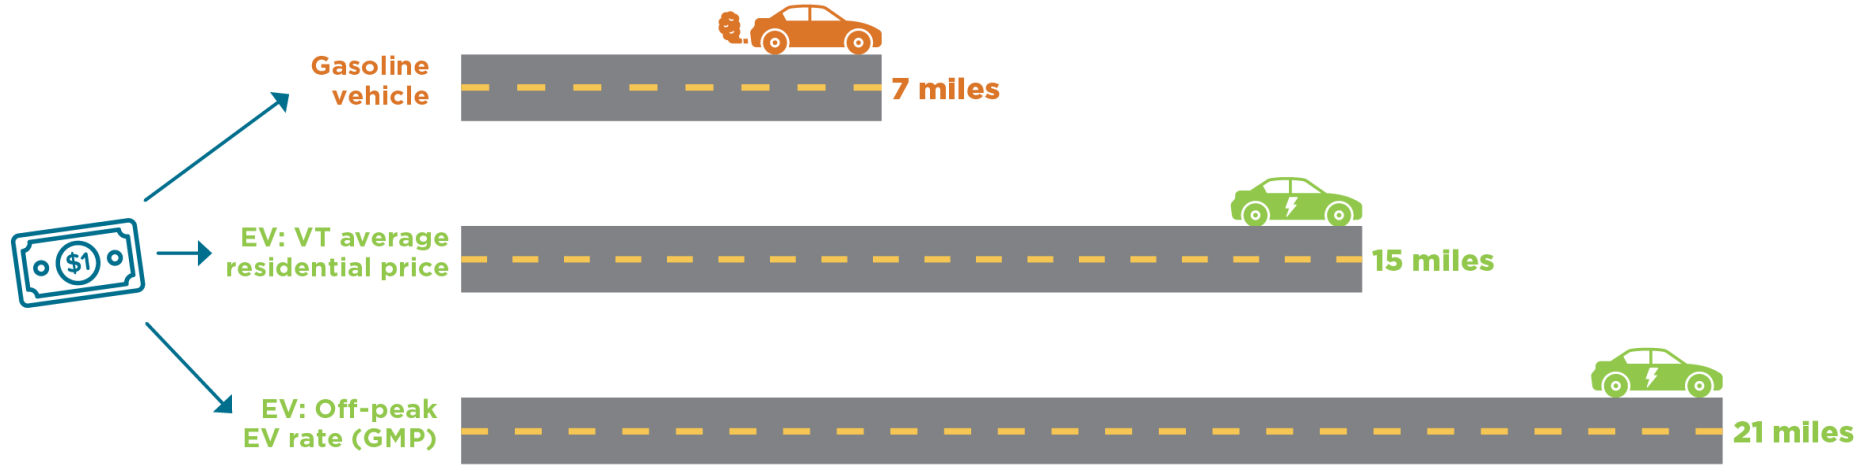 Gasoline
vehicle
7 miles
$1
EV: VT average
residential price
15 miles
EV: Off-peak
EV rate (GMP)
21 miles